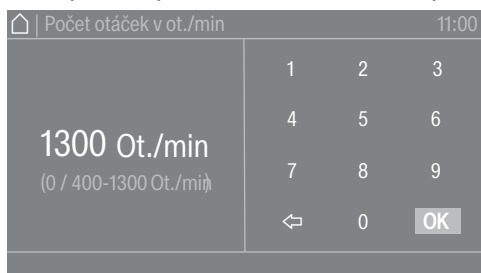 | Počet otáček v ot./min 11:00
1300 Ot./min
(0 / 400-1300 Ot./min)
1 2 3
4 5 6
7 8 9
0 OK